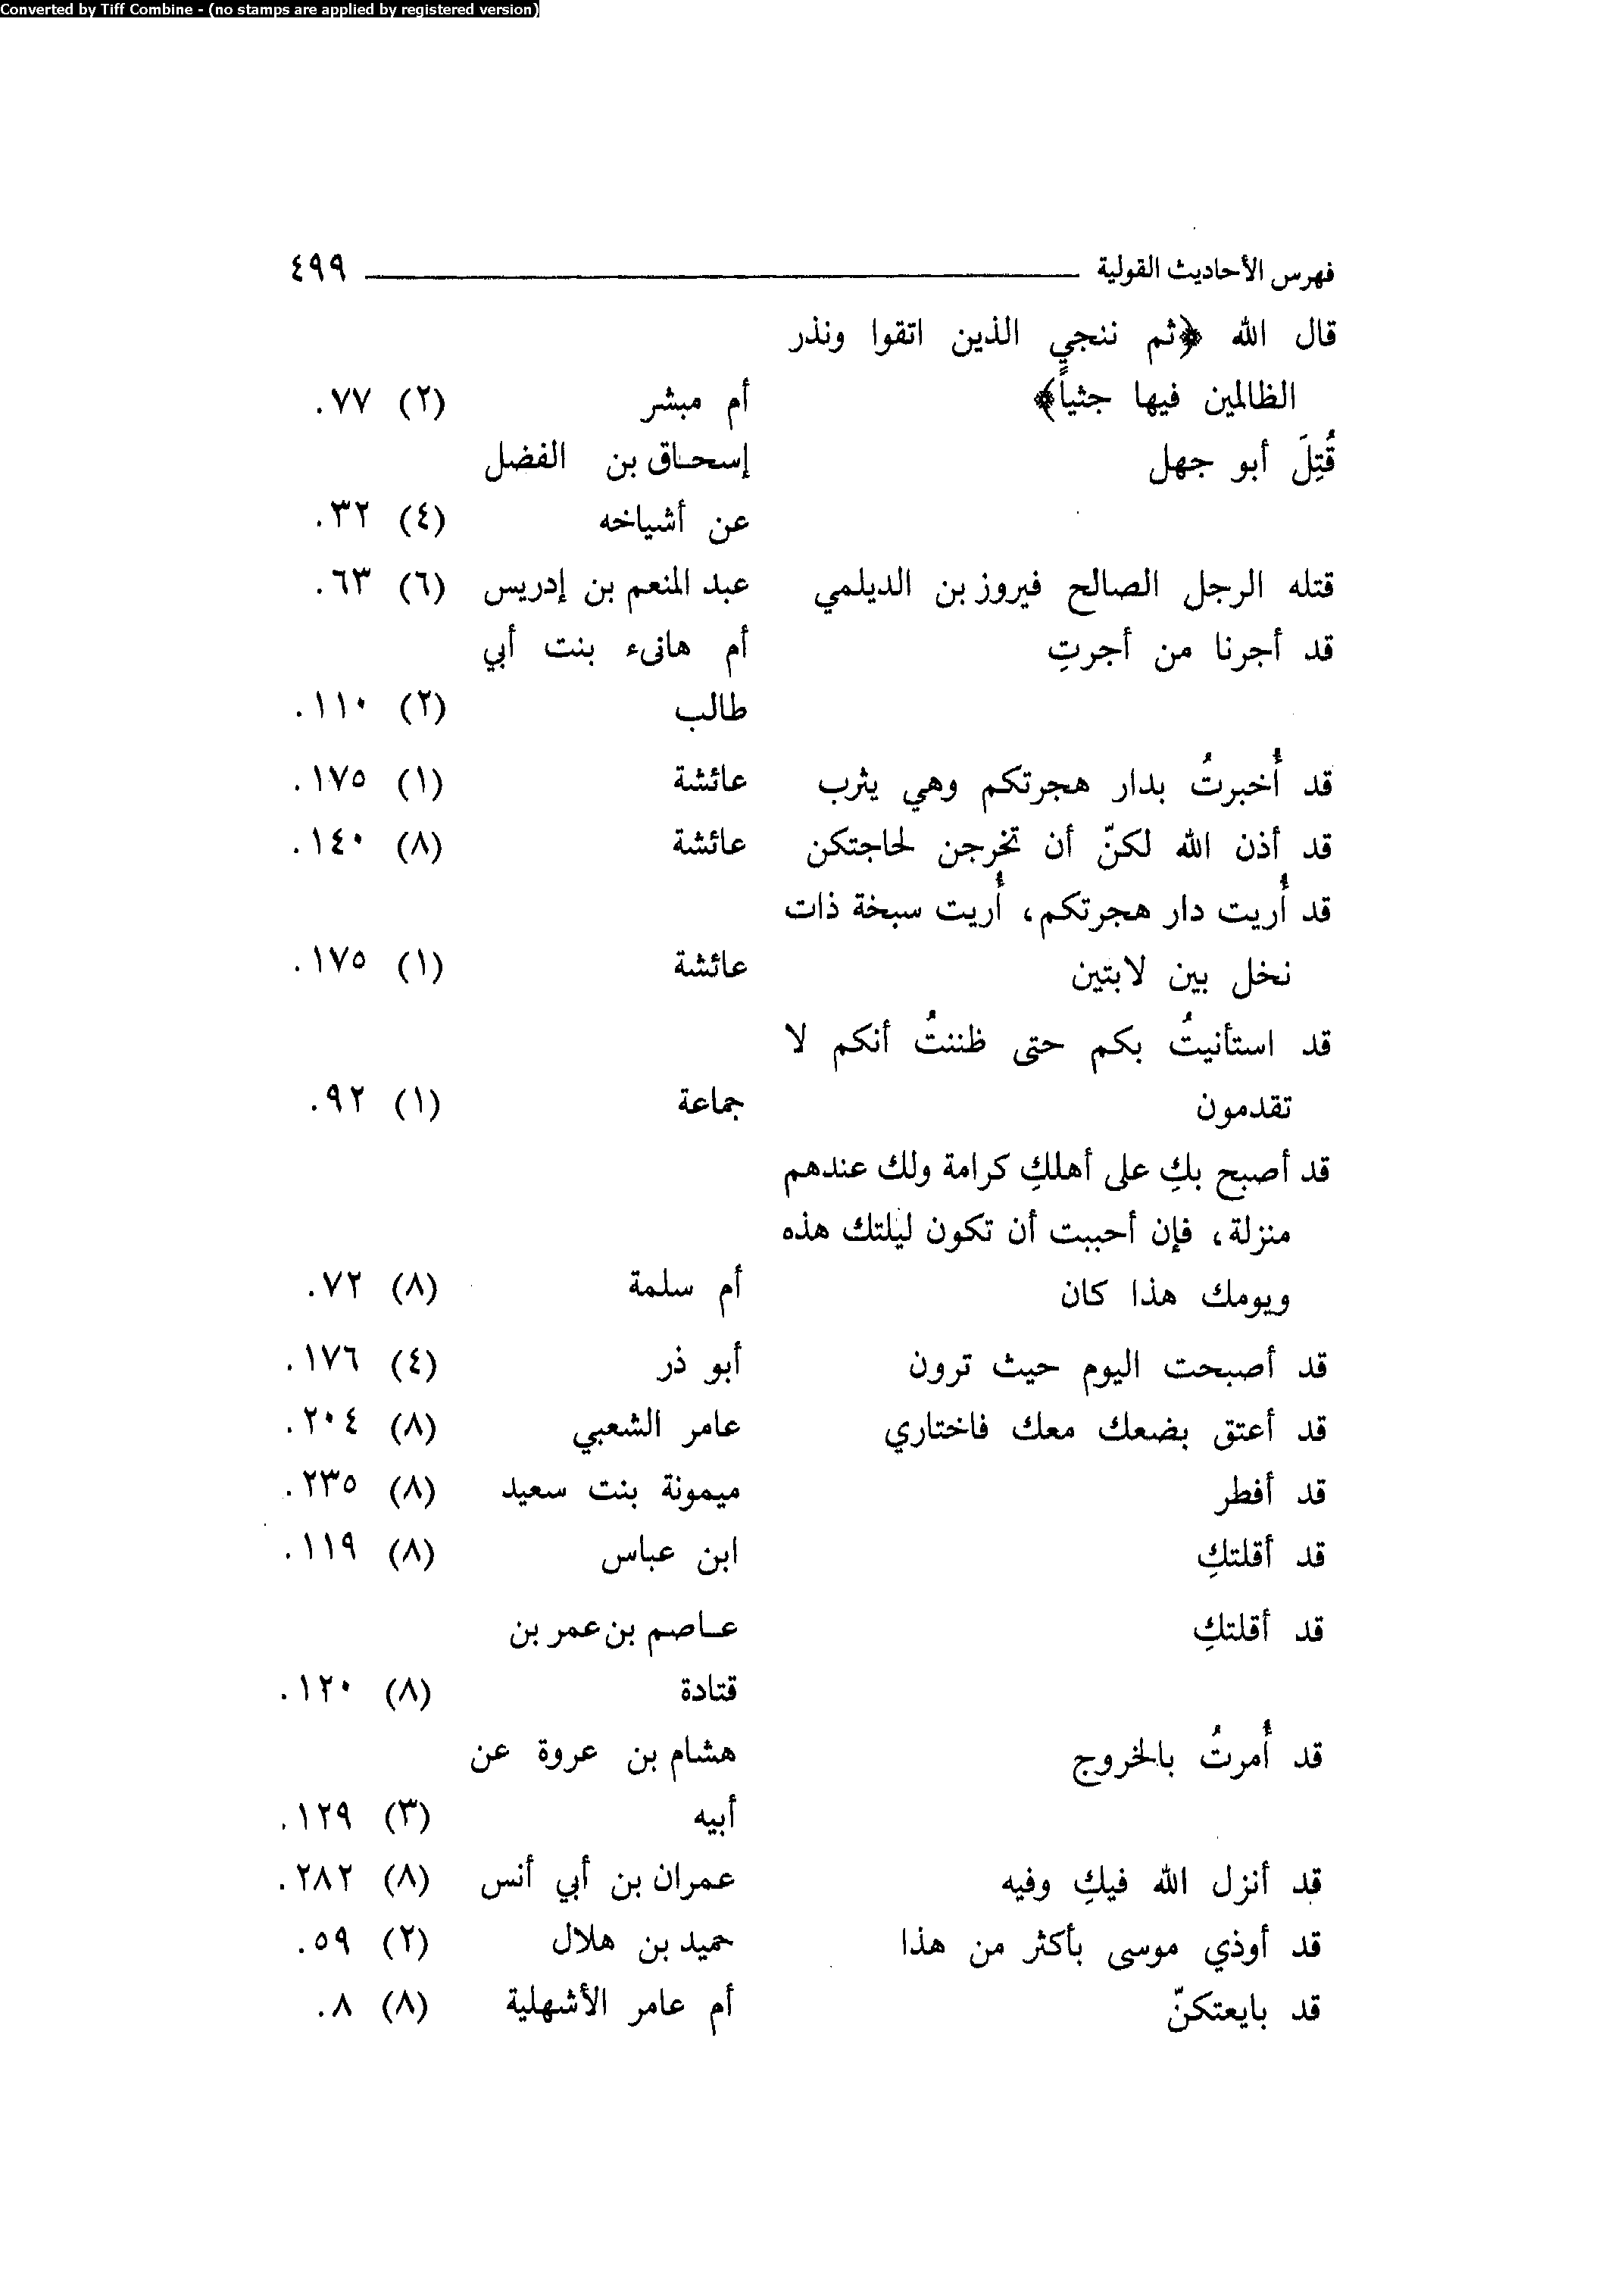 Converted by Tiff Combine - (no stamps are applied by registered version)
فهرس الأحاديث القولية ٤٩٩
قال الله ﴿ثم ننجي الذين اتقوا ونذر
الظالمين فيها جثياً﴾ أم مبشر (٢) ٧٧.
قُتِلَ أبو جهل إسحاق بن الفضل
عن أشياخه (٤) ٣٢.
قتله الرجل الصالح فيروز بن الديلمي عبد المنعم بن إدريس (٦) ٦٣.
قد أجرنا من أجرتِ أم هانىء بنت أبي
طالب (٢) ١١٠.
قد أُخبرتُ بدار هجرتكم وهي يثرب عائشة (١) ١٧٥.
قد أذن الله لكنّ أن تخرجن لحاجتكن عائشة (٨) ١٤٠.
قد أُريت دار هجرتكم، أُريت سبخة ذات
نخل بين لابتين عائشة (١) ١٧٥.
قد استأنيتُ بكم حتى ظننتُ أنكم لا
تقدمون جماعة (١) ٩٢.
قد أصبح بكِ على أهلكِ كرامة ولك عندهم
منزلة، فإن أحببت أن تكون ليلتك هذه
ويومك هذا كان أم سلمة (٨) ٧٢.
قد أصبحت اليوم حيث ترون أبو ذر (٤) ١٧٦.
قد أعتق بضعك معك فاختاري عامر الشعبي (٨) ٢٠٤.
قد أفطر ميمونة بنت سعيد (٨) ٢٣٥.
قد أقلتكِ ابن عباس (٨) ١١٩.
قد أقلتكِ عاصم بن عمر بن
قتادة (٨) ١٢٠.
قد أُمرتُ بالخروج هشام بن عروة عن
أبيه (٣) ١٢٩.
قد أنزل الله فيكِ وفيه عمران بن أبي أنس (٨) ٢٨٢.
قد أوذي موسى بأكثر من هذا حميد بن هلال (٢) ٥٩.
قد بايعتكنّ أم عامر الأشهلية (٨) ٨.